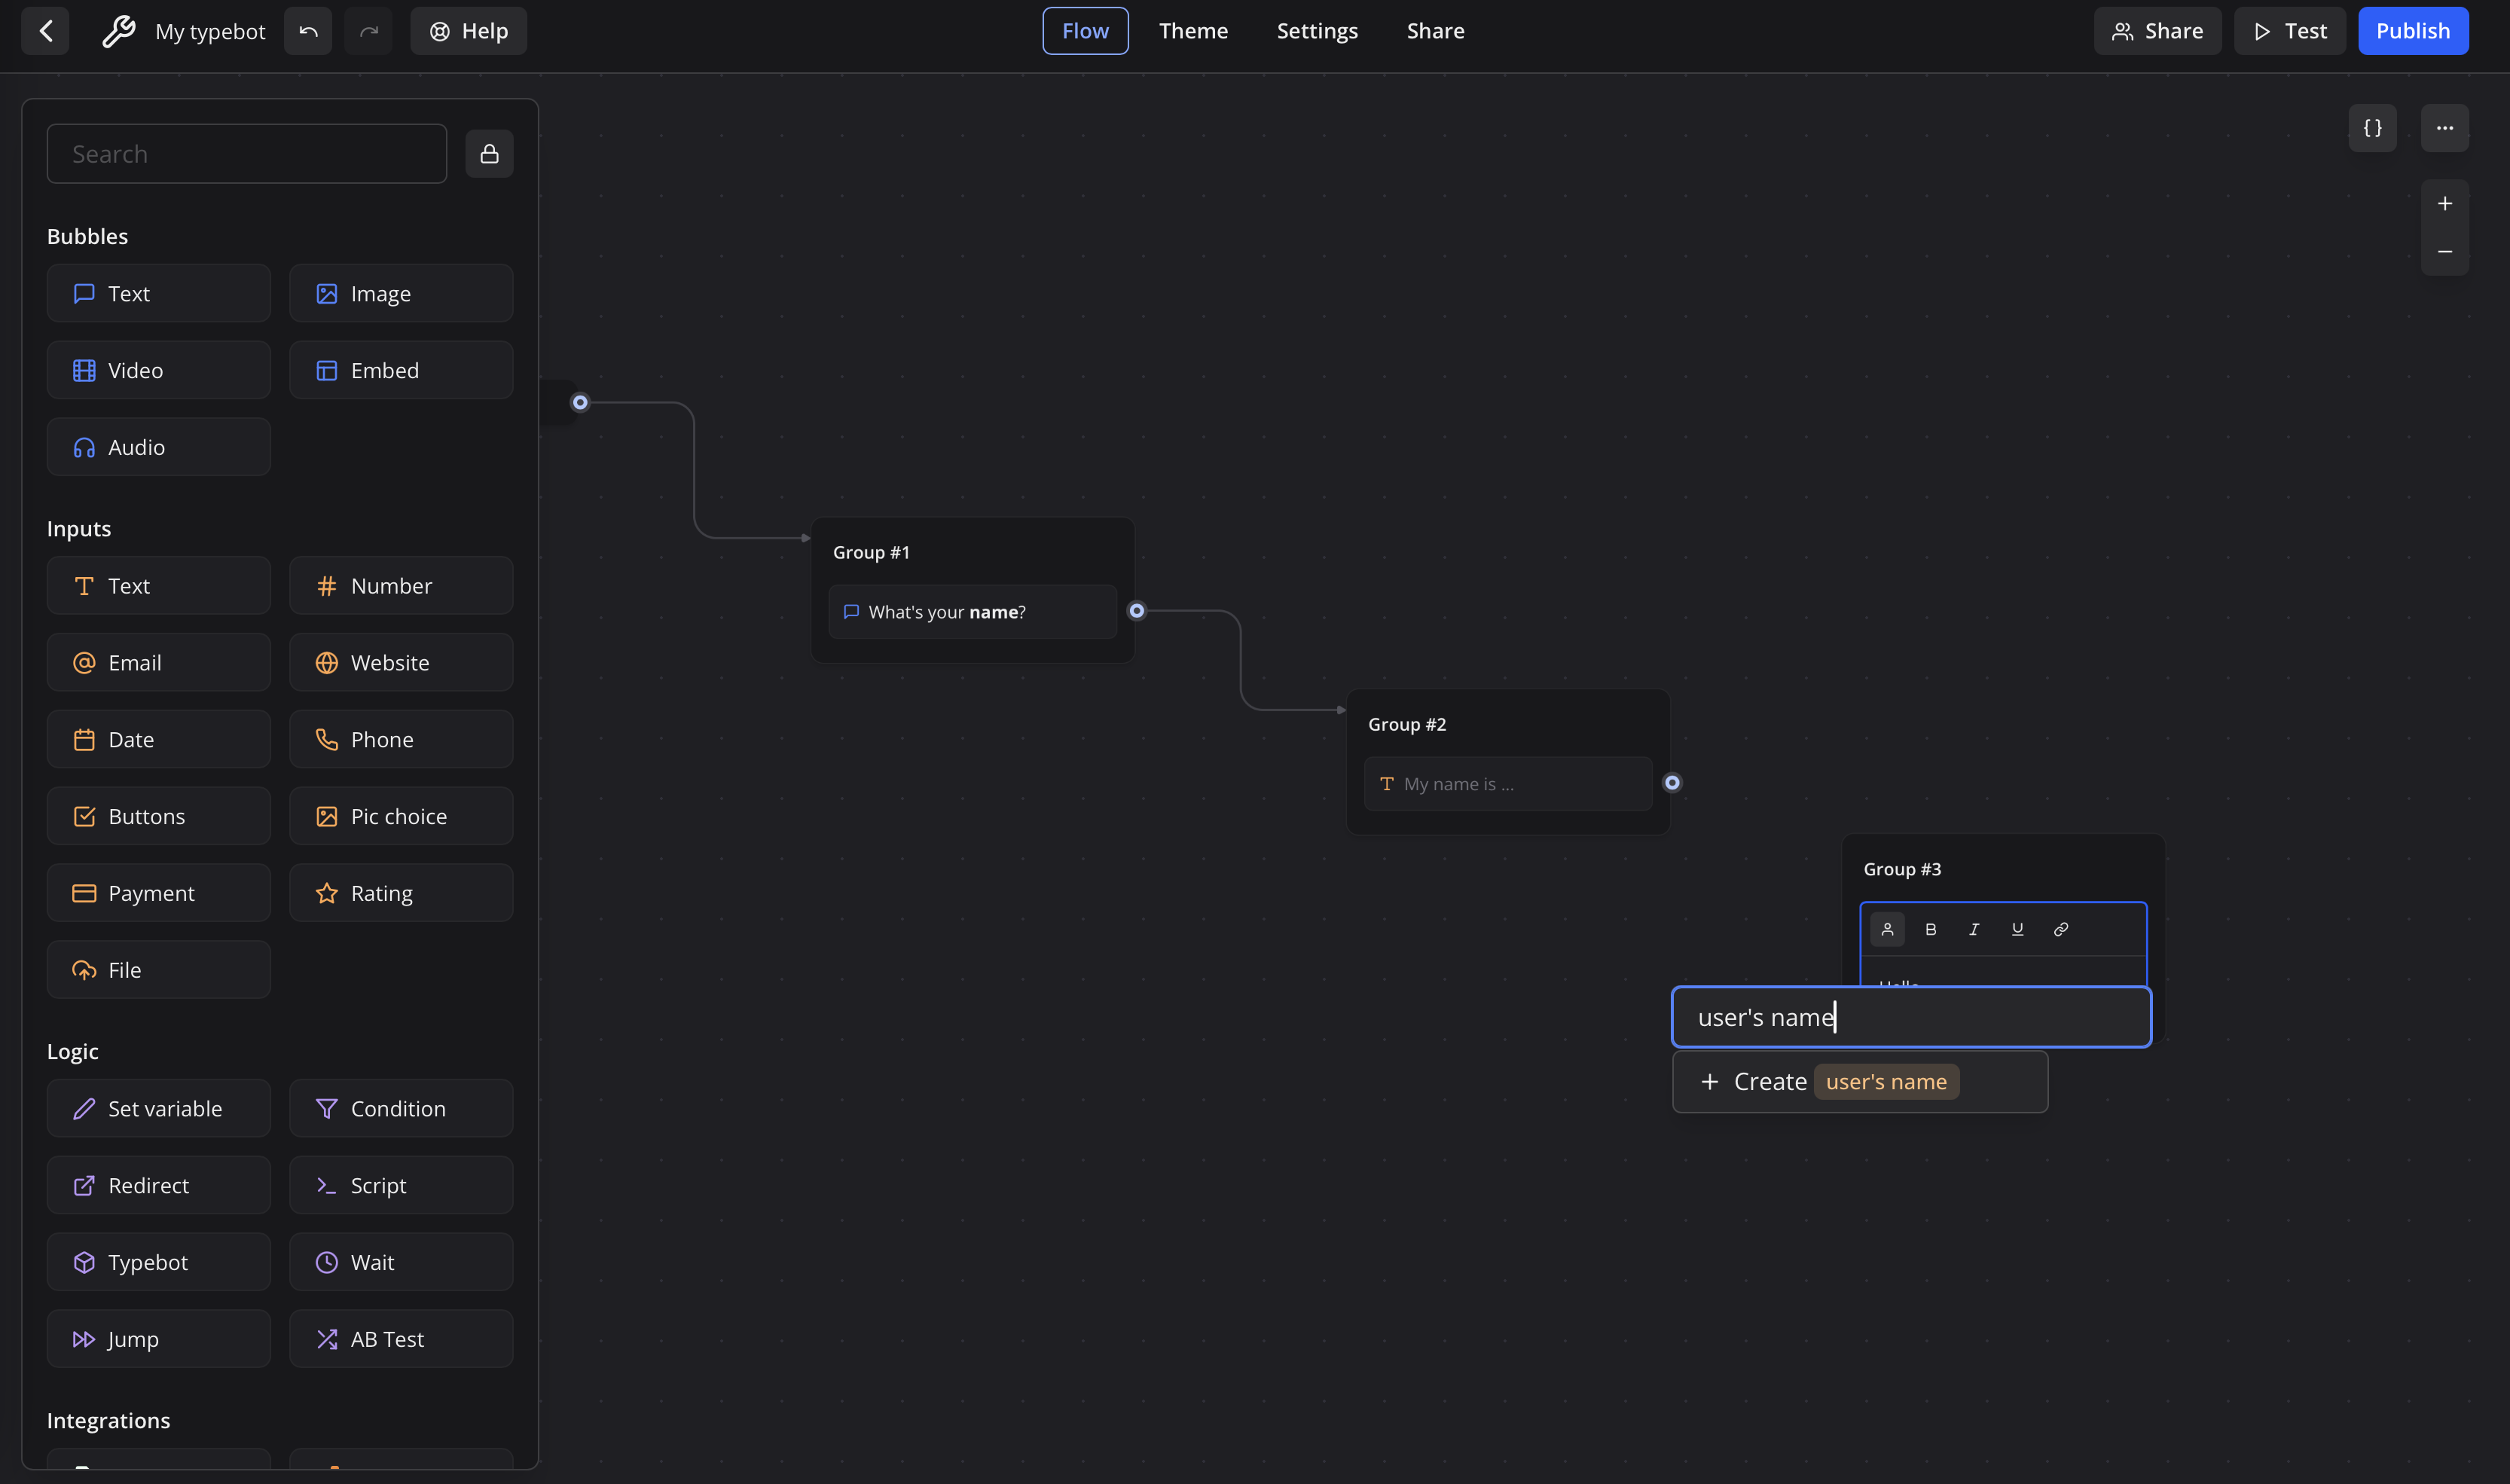 My typebot
Help
Flow
Theme
Settings
Share
Share
Test
Publish
Search
Bubbles
Text
Image
Video
Embed
Audio
Inputs
Text
Number
Email
Website
Date
Phone
Buttons
Pic choice
Payment
Rating
File
Logic
Set variable
Condition
Redirect
Script
Typebot
Wait
Jump
AB Test
Integrations
Group #1
What's your name?
Group #2
My name is ...
Group #3
B I U
Hello
user's name
+ Create user's name